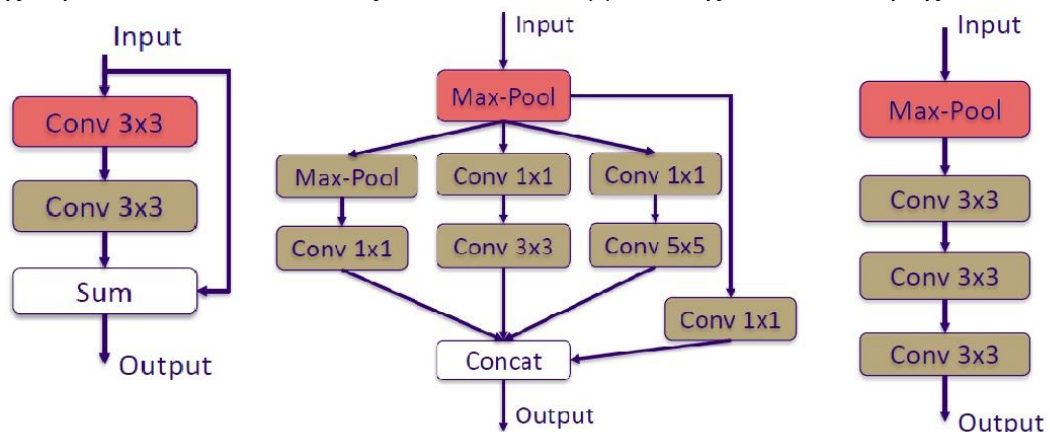 Input
Conv 3x3
Conv 3x3
Sum
Output
Input
Max-Pool
Max-Pool
Conv 1x1
Conv 1x1
Conv 1x1
Conv 3x3
Conv 5x5
Conv 1x1
Concat
Output
Input
Max-Pool
Conv 3x3
Conv 3x3
Conv 3x3
Output